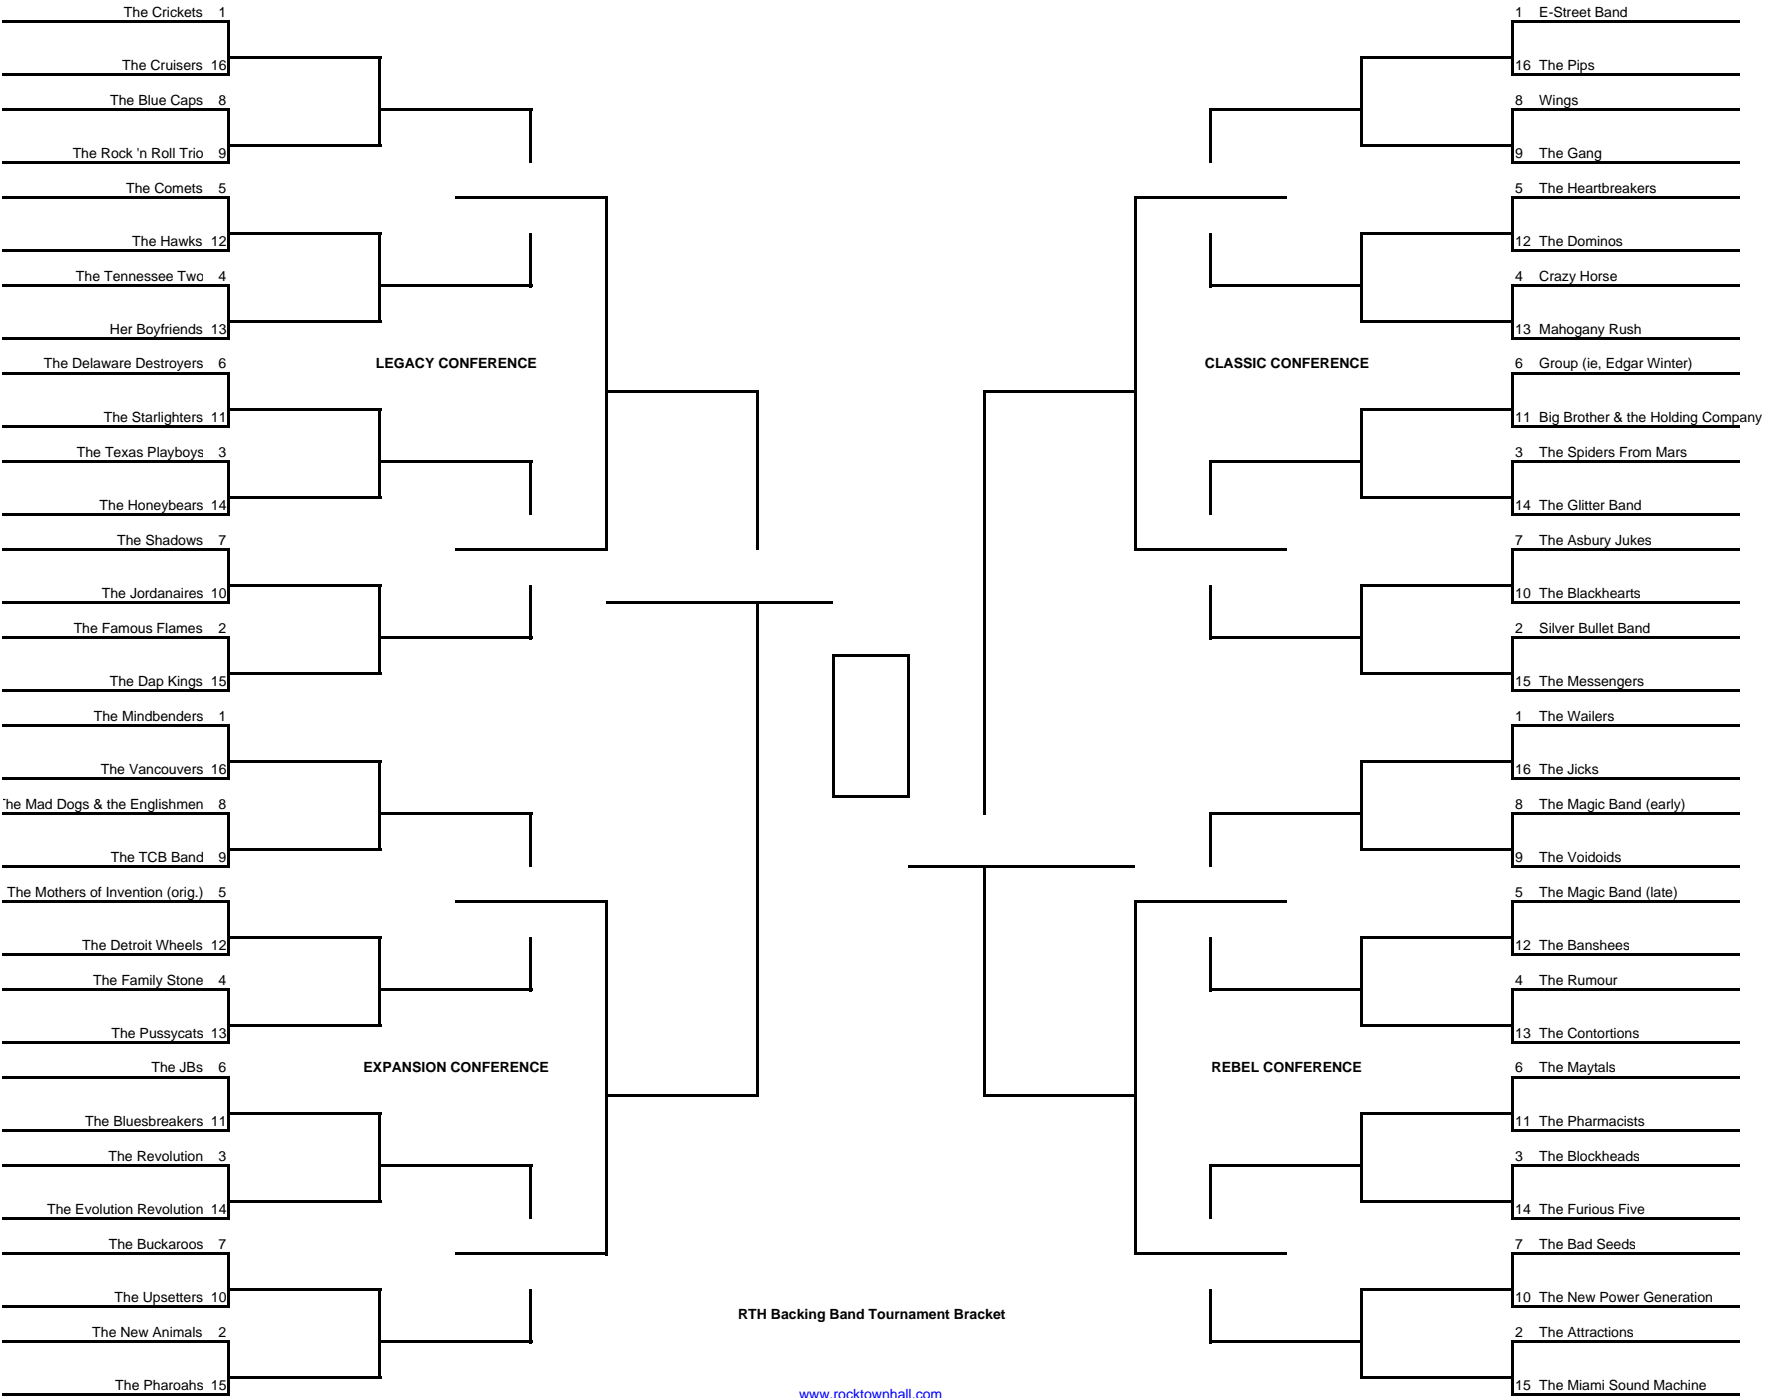 The Crickets 1
The Cruisers 16
The Blue Caps 8
The Rock 'n Roll Trio 9
The Comets 5
The Hawks 12
The Tennessee Two 4
Her Boyfriends 13
The Delaware Destroyers 6
LEGACY CONFERENCE
The Starlighters 11
The Texas Playboys 3
The Honeybears 14
The Shadows 7
The Jordanaires 10
The Famous Flames 2
The Dap Kings 15
The Mindbenders 1
The Vancouvers 16
The Mad Dogs & the Englishmen 8
The TCB Band 9
The Mothers of Invention (orig.) 5
The Detroit Wheels 12
The Family Stone 4
The Pussycats 13
The JBs 6
EXPANSION CONFERENCE
The Bluesbreakers 11
The Revolution 3
The Evolution Revolution 14
The Buckaroos 7
The Upsetters 10
The New Animals 2
The Pharoahs 15
1 E-Street Band
16 The Pips
8 Wings
9 The Gang
5 The Heartbreakers
12 The Dominos
4 Crazy Horse
13 Mahogany Rush
CLASSIC CONFERENCE
6 Group (ie, Edgar Winter)
11 Big Brother & the Holding Company
3 The Spiders From Mars
14 The Glitter Band
7 The Asbury Jukes
10 The Blackhearts
2 Silver Bullet Band
15 The Messengers
1 The Wailers
16 The Jicks
8 The Magic Band (early)
9 The Voidoids
5 The Magic Band (late)
12 The Banshees
4 The Rumour
13 The Contortions
REBEL CONFERENCE
6 The Maytals
11 The Pharmacists
3 The Blockheads
14 The Furious Five
7 The Bad Seeds
10 The New Power Generation
2 The Attractions
15 The Miami Sound Machine
RTH Backing Band Tournament Bracket
www.rocktownhall.com